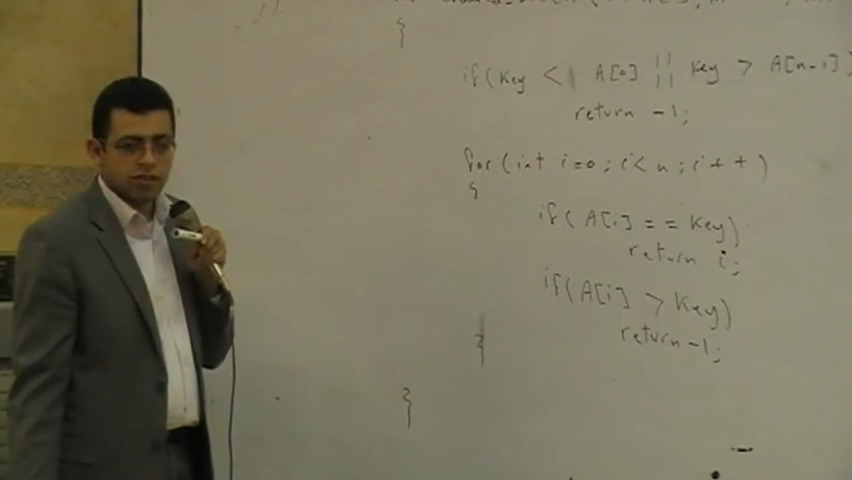 {
if(Key < A[0] || Key > A[n-1])
return -1;
for(int i=0; i<n; i++)
{
if(A[i] == Key)
return i;
if(A[i] > Key)
return -1;
}
}